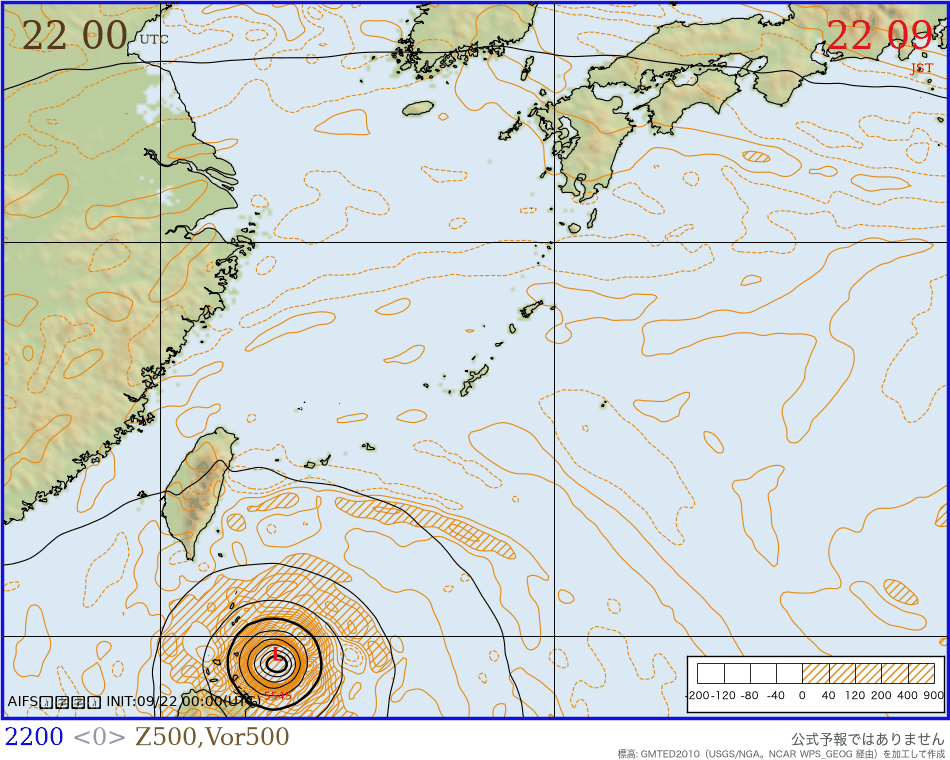 22 00 UTC
22 09 JST
L
5545
-200 -120 -80 -40 0 40 120 200 400 900
AIFS INIT:09/22 00:00(UTC)
2200 <0> Z500,Vor500
公式予報ではありません
標高: GMTED2010（USGS/NGA。NCAR WPS_GEOG 経由）を加工して作成